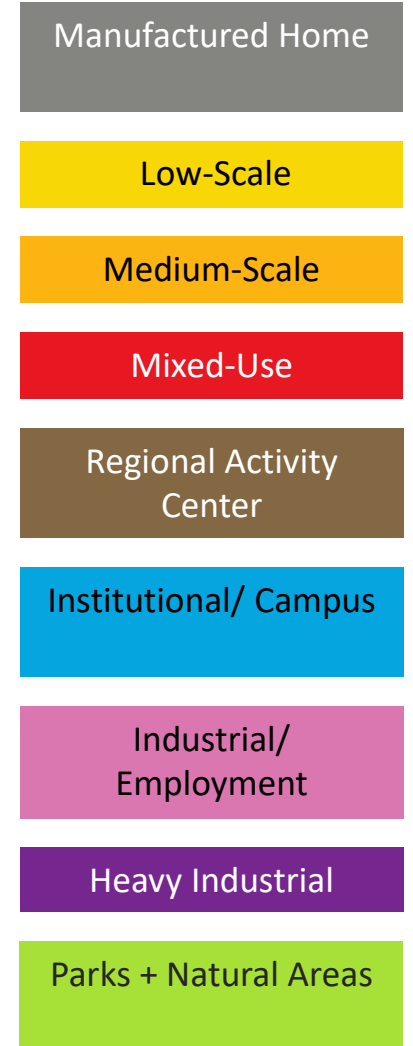 Manufactured Home
Low-Scale
Medium-Scale
Mixed-Use
Regional Activity
Center
Institutional/ Campus
Industrial/
Employment
Heavy Industrial
Parks + Natural Areas